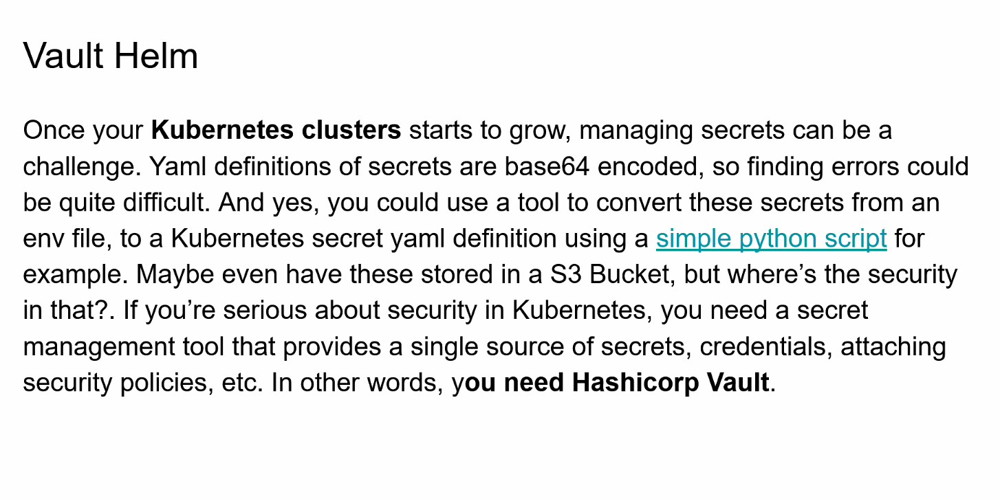 Vault Helm
Once your Kubernetes clusters starts to grow, managing secrets can be a
challenge. Yaml definitions of secrets are base64 encoded, so finding errors could
be quite difficult. And yes, you could use a tool to convert these secrets from an
env file, to a Kubernetes secret yaml definition using a simple python script for
example. Maybe even have these stored in a S3 Bucket, but where’s the security
in that?. If you’re serious about security in Kubernetes, you need a secret
management tool that provides a single source of secrets, credentials, attaching
security policies, etc. In other words, you need Hashicorp Vault.